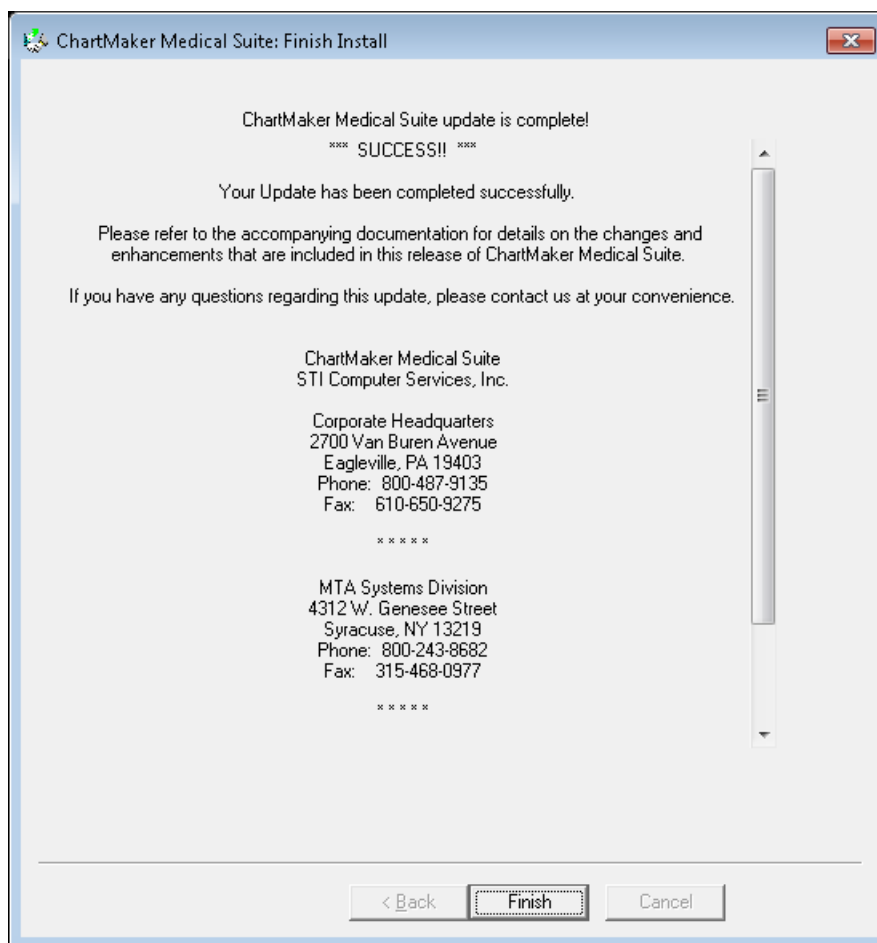 ChartMaker Medical Suite: Finish Install
ChartMaker Medical Suite update is complete!
*** SUCCESS!! ***
Your Update has been completed successfully.
Please refer to the accompanying documentation for details on the changes and
enhancements that are included in this release of ChartMaker Medical Suite.
If you have any questions regarding this update, please contact us at your convenience.
ChartMaker Medical Suite
STI Computer Services, Inc.
Corporate Headquarters
2700 Van Buren Avenue
Eagleville, PA 19403
Phone: 800-487-9135
Fax: 610-650-9275
* * * * *
MTA Systems Division
4312 W. Genesee Street
Syracuse, NY 13219
Phone: 800-243-8682
Fax: 315-468-0977
* * * * *
< Back Finish Cancel